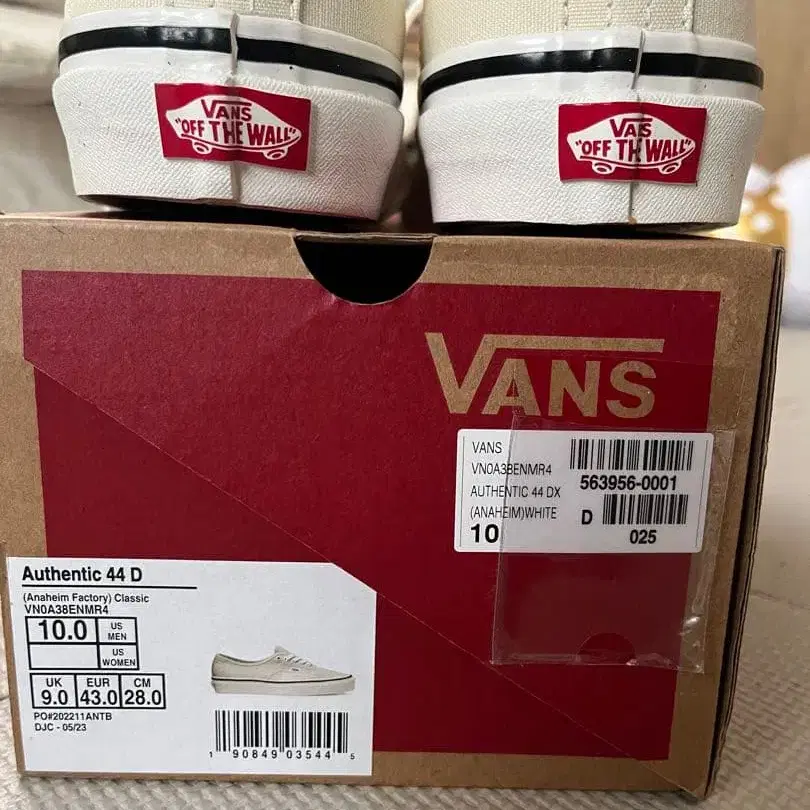 VANS
"OFF THE WALL"
VANS
"OFF THE WALL"
VANS
VANS
VN0A38ENMR4
AUTHENTIC 44 DX
(ANAHEIM)WHITE
10
563956-0001
D
025
Authentic 44 D
(Anaheim Factory) Classic
VN0A38ENMR4
10.0 US MEN
US WOMEN
UK EUR CM
9.0 43.0 28.0
PO#202211ANTB
DJC - 05/23
1 90849 03544 5